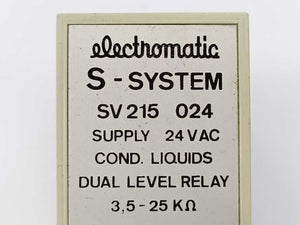 electromatic
S-SYSTEM
SV 215 024
SUPPLY 24 VAC
COND. LIQUIDS
DUAL LEVEL RELAY
3,5-25 KΩ